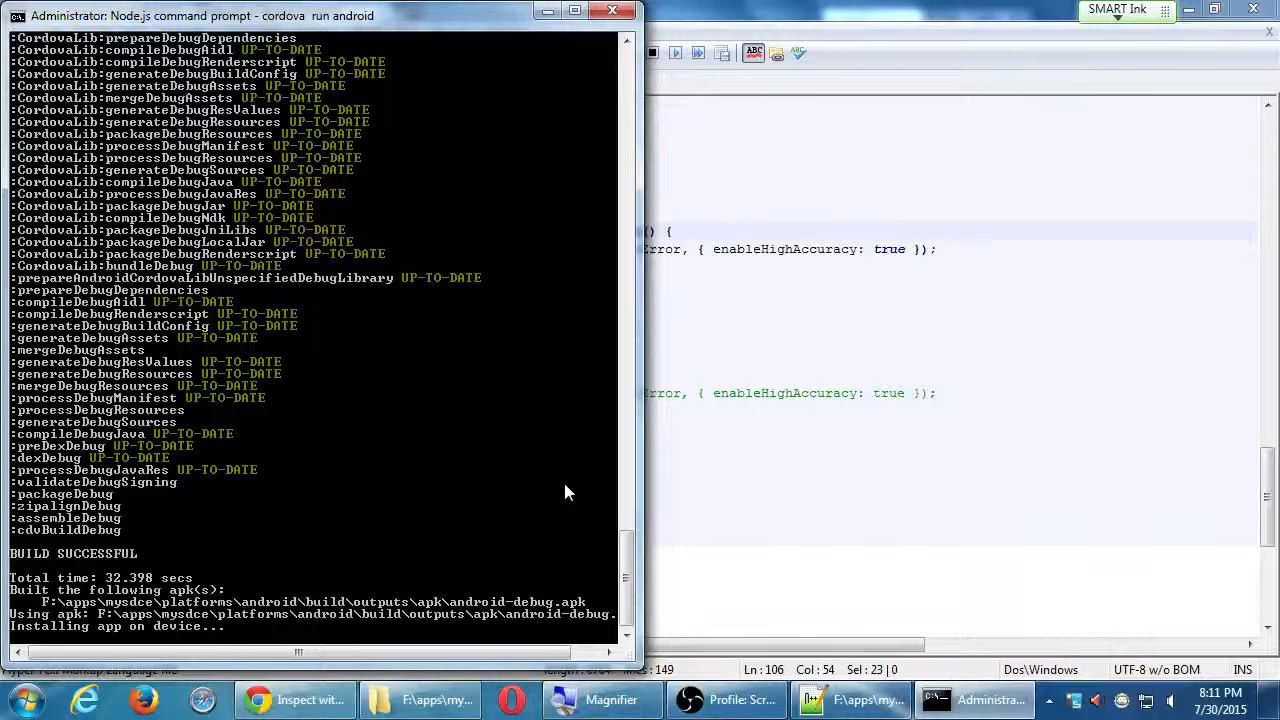 Administrator: Node.js command prompt - cordova  run android
SMART Ink
:CordovaLib:prepareDebugDependencies
:CordovaLib:compileDebugAidl UP-TO-DATE
:CordovaLib:compileDebugRenderscript UP-TO-DATE
:CordovaLib:generateDebugBuildConfig UP-TO-DATE
:CordovaLib:generateDebugAssets UP-TO-DATE
:CordovaLib:mergeDebugAssets UP-TO-DATE
:CordovaLib:generateDebugResValues UP-TO-DATE
:CordovaLib:generateDebugResources UP-TO-DATE
:CordovaLib:packageDebugResources UP-TO-DATE
:CordovaLib:processDebugManifest UP-TO-DATE
:CordovaLib:processDebugResources UP-TO-DATE
:CordovaLib:generateDebugSources UP-TO-DATE
:CordovaLib:compileDebugJava UP-TO-DATE
:CordovaLib:processDebugJavaRes UP-TO-DATE
:CordovaLib:packageDebugJar UP-TO-DATE
:CordovaLib:compileDebugNdk UP-TO-DATE
:CordovaLib:packageDebugJniLibs UP-TO-DATE
:CordovaLib:packageDebugLocalJar UP-TO-DATE
:CordovaLib:packageDebugRenderscript UP-TO-DATE
:CordovaLib:bundleDebug UP-TO-DATE
:prepareAndroidCordovaLibUnspecifiedDebugLibrary UP-TO-DATE
:prepareDebugDependencies
:compileDebugAidl UP-TO-DATE
:compileDebugRenderscript UP-TO-DATE
:generateDebugBuildConfig UP-TO-DATE
:generateDebugAssets UP-TO-DATE
:mergeDebugAssets
:generateDebugResValues UP-TO-DATE
:generateDebugResources UP-TO-DATE
:mergeDebugResources UP-TO-DATE
:processDebugManifest UP-TO-DATE
:processDebugResources
:generateDebugSources
:compileDebugJava UP-TO-DATE
:preDexDebug UP-TO-DATE
:dexDebug UP-TO-DATE
:processDebugJavaRes UP-TO-DATE
:validateDebugSigning
:packageDebug
:zipalignDebug
:assembleDebug
:cdvBuildDebug
BUILD SUCCESSFUL
Total time: 32.398 secs
Built the following apk(s):
F:\apps\mysdce\platforms\android\build\outputs\apk\android-debug.apk
Using apk: F:\apps\mysdce\platforms\android\build\outputs\apk\android-debug.
Installing app on device...
ABC
ABC
() {
Error, { enableHighAccuracy: true });
Error, { enableHighAccuracy: true });
lines:149
Ln:106 Col:54 Sel:23|0
Dos\Windows
UTF-8 w/o BOM
INS
Inspect wit...
F:\apps\my...
Magnifier
Profile: Scr...
F:\apps\my...
Administra...
8:11 PM
7/30/2015